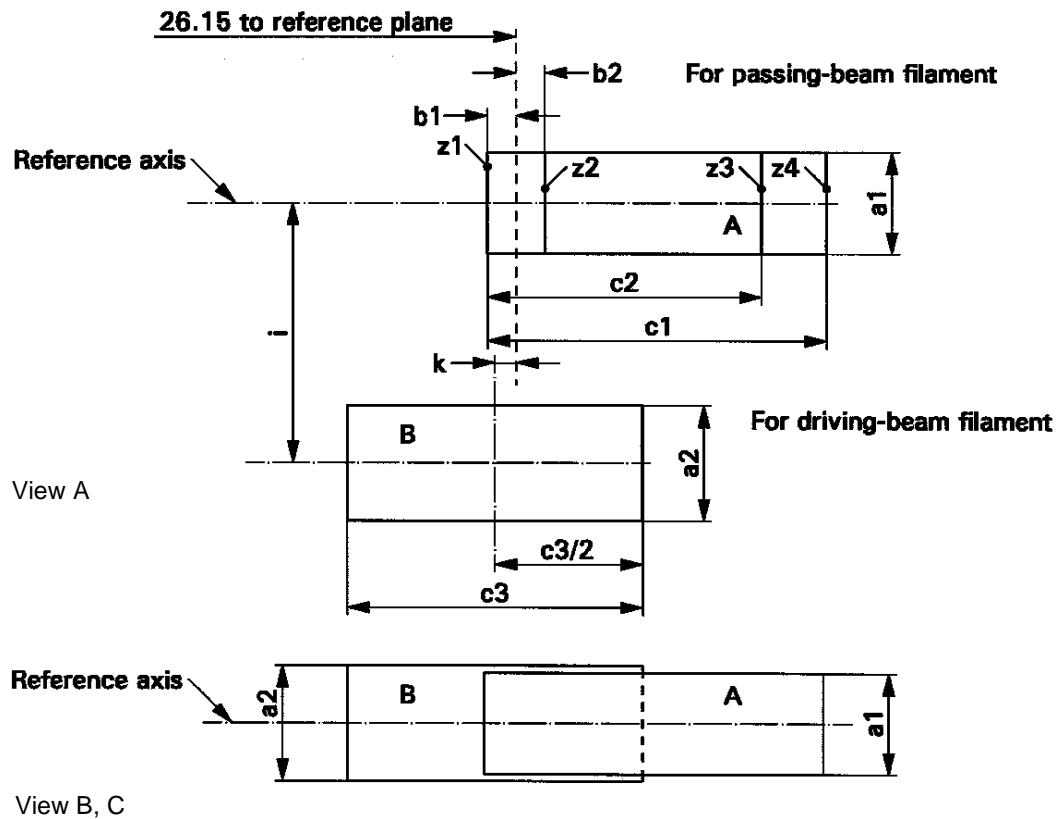 26.15 to reference plane
b2
For passing-beam filament
b1
z1
Reference axis
z2
z3
z4
a1
A
c2
i
c1
k
B
For driving-beam filament
a2
View A
c3/2
c3
Reference axis
a2
B
A
a1
View B, C